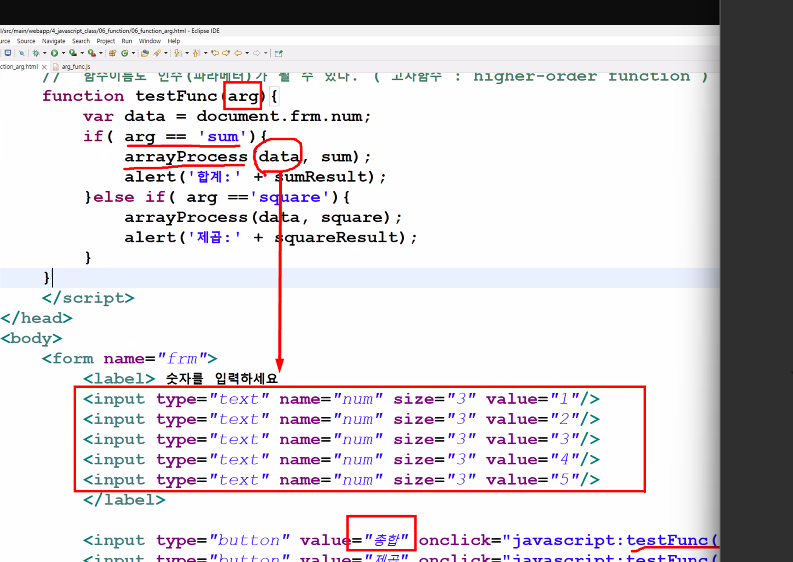 l/src/main/webapp/4_javascript_class/06_function/06_function_arg.html - Eclipse IDE
urce Source Navigate Search Project Run Window Help
ction_arg.html arg_func.js
// 함수이름도 인수(파라메터)가 될 수 있다. ( 고차함수 : higher-order function )
function testFunc(arg){
var data = document.frm.num;
if( arg == 'sum'){
arrayProcess(data, sum);
alert('합계:' + sumResult);
}else if( arg =='square'){
arrayProcess(data, square);
alert('제곱:' + squareResult);
}
}
</script>
</head>
<body>
<form name="frm">
<label> 숫자를 입력하세요
<input type="text" name="num" size="3" value="1"/>
<input type="text" name="num" size="3" value="2"/>
<input type="text" name="num" size="3" value="3"/>
<input type="text" name="num" size="3" value="4"/>
<input type="text" name="num" size="3" value="5"/>
</label>
<input type="button" value="종합" onclick="javascript:testFunc(
<input type="button" value="제곱" onclick="javascript:testFunc(